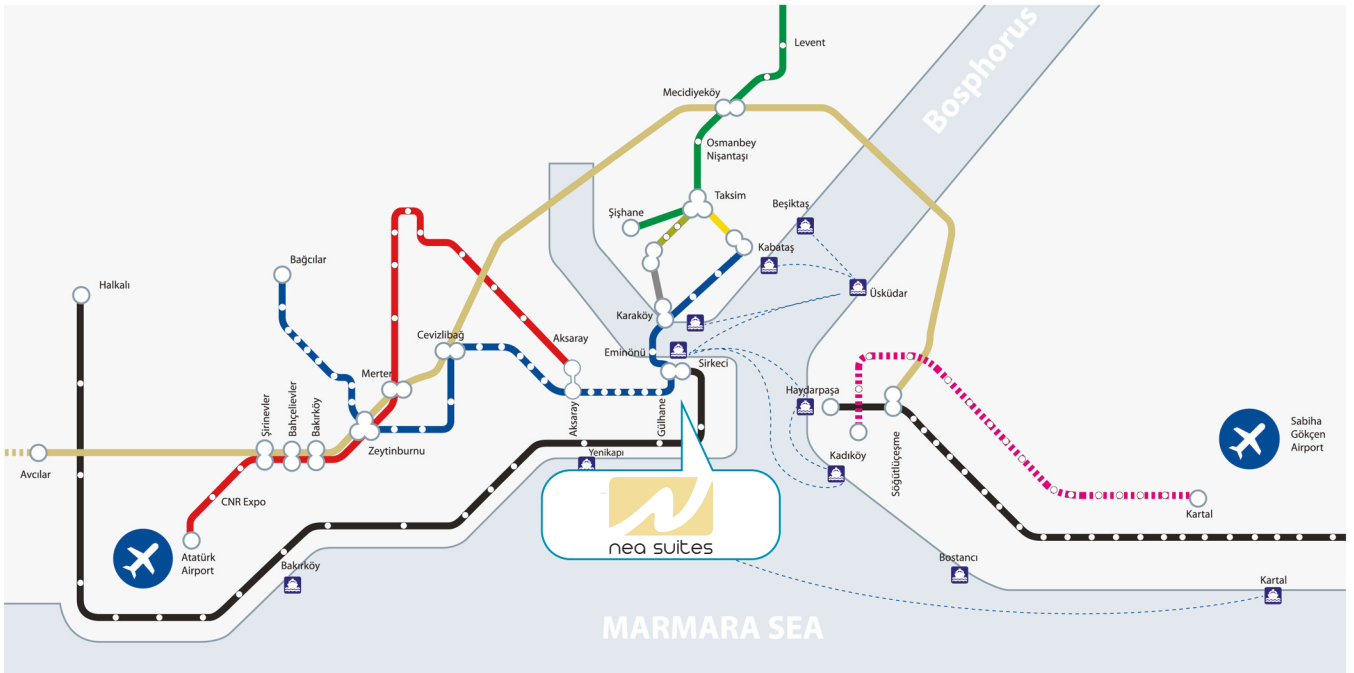 Levent
Bosphorus
Mecidiyeköy
Osmanbey
Nişantaşı
Taksim
Şişhane
Beşiktaş
Kabataş
Bağcılar
Halkalı
Üsküdar
Karaköy
Cevizlibağ
Aksaray
Eminönü
Sirkeci
Merter
Haydarpaşa
Şirinevler
Bahçelievler
Bakırköy
Aksaray
Gülhane
Sabiha
Gökçen
Airport
Zeytinburnu
Yenikapı
Kadıköy
Söğütlüçeşme
Avcılar
CNR Expo
Kartal
nea suites
Atatürk
Airport
Bakırköy
Bostancı
Kartal
MARMARA SEA